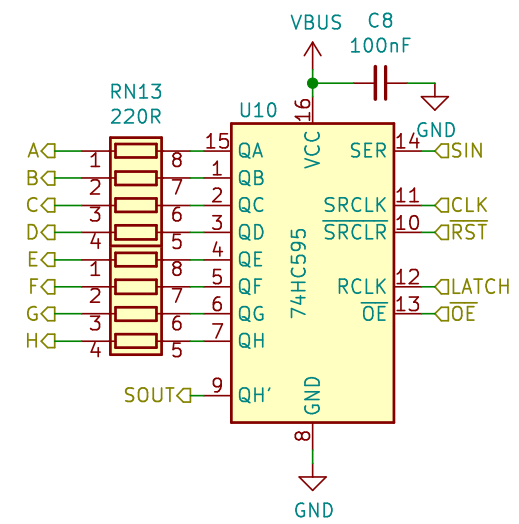 VBUS
C8
100nF
GND
RN13
220R
U10
16
VCC
A 1 8 15 QA
B 2 7 1 QB
C 3 6 2 QC
D 4 5 3 QD
E 1 8 4 QE
F 2 7 5 QF
G 3 6 6 QG
H 4 5 7 QH
SOUT 9 QH'
74HC595
SER 14 SIN
SRCLK 11 CLK
SRCLR 10 RST
RCLK 12 LATCH
OE 13 OE
GND
8
GND